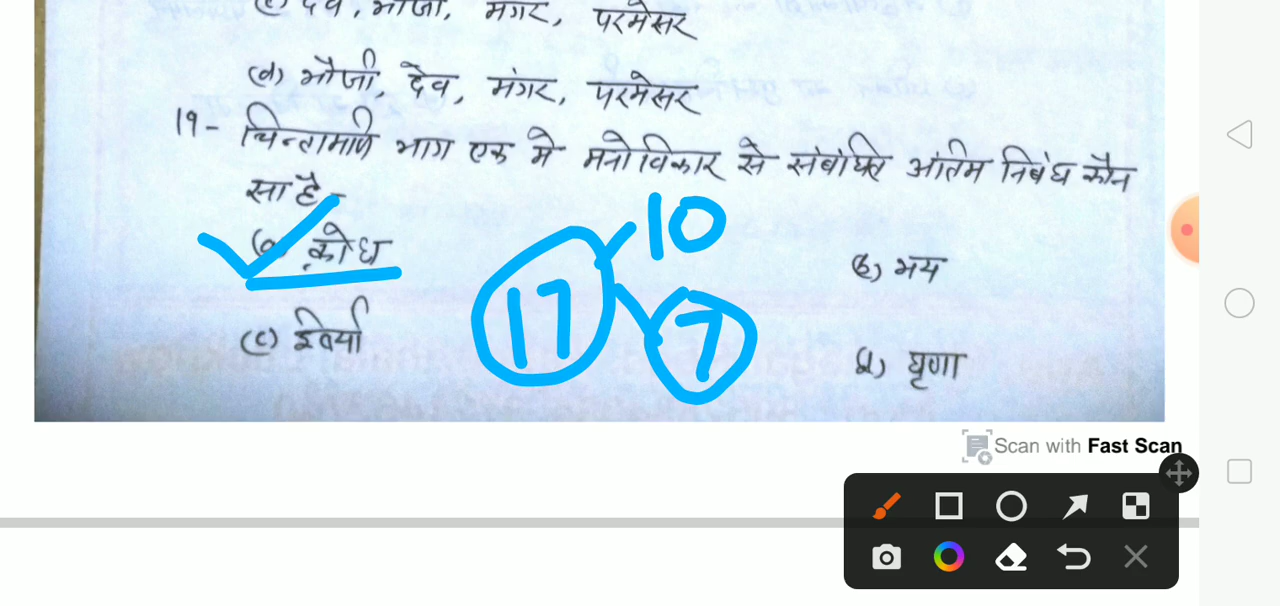 (c) देव, भौजी, मंगर, परमेसर
(d) भौजी, देव, मंगर, परमेसर
19- चिन्तामणि भाग एक मे मनोविकार से संबंधित अंतिम निबंध कौन
सा है-
(a) क्रोध
10
(b) भय
17
7
(c) ईर्ष्या
(d) घृणा
Scan with Fast Scan